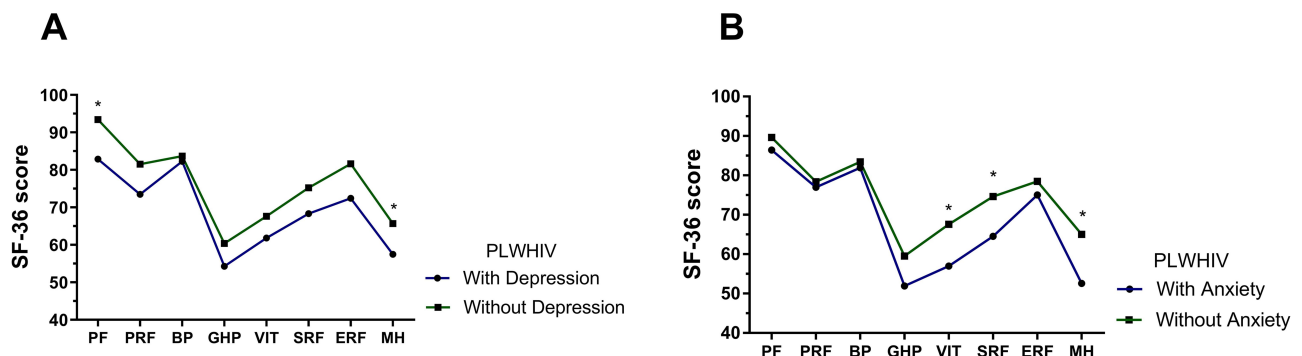 A
SF-36 score
100
90
80
70
60
50
40
*
*
PF PRF BP GHP VIT SRF ERF MH
PLWHIV
With Depression
Without Depression
B
SF-36 score
100
90
80
70
60
50
40
*
*
*
PF PRF BP GHP VIT SRF ERF MH
PLWHIV
With Anxiety
Without Anxiety